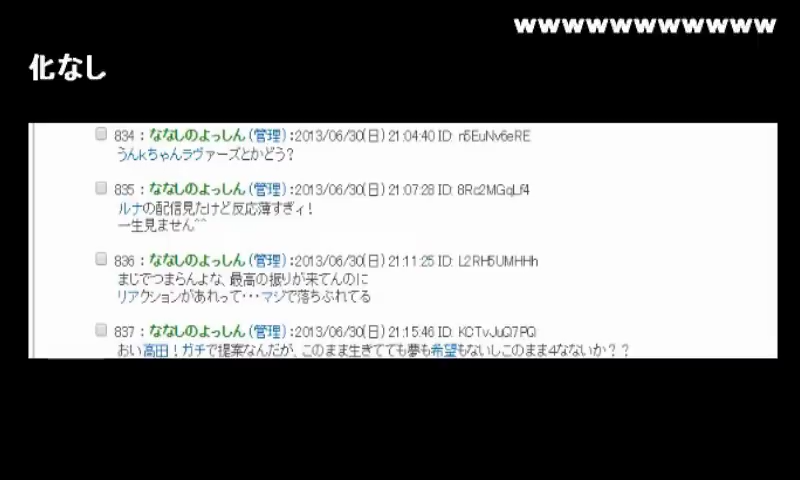 wwwwwwwwwwww
化なし
834 : ななしのよっしん (管理) :2013/06/30(日) 21:04:40 ID: n5EuNv6eRE
うんkちゃんラヴァーズとかどう?
835 : ななしのよっしん (管理) :2013/06/30(日) 21:07:28 ID: 8Rc2MGqLf4
ルナの配信見たけど反応薄すぎィ!
一生見ません^^
836 : ななしのよっしん (管理) :2013/06/30(日) 21:11:25 ID: L2RH5UMHHh
まじでつまらんよな、最高の振りが来てんのに
リアクションがあれって・・・マジで落ちぶれてる
837 : ななしのよっしん (管理) :2013/06/30(日) 21:15:46 ID: KCTvJuQ7PQ
おい高田!ガチで提案なんだが、このまま生きてても夢も希望もないしこのまま4なないか??